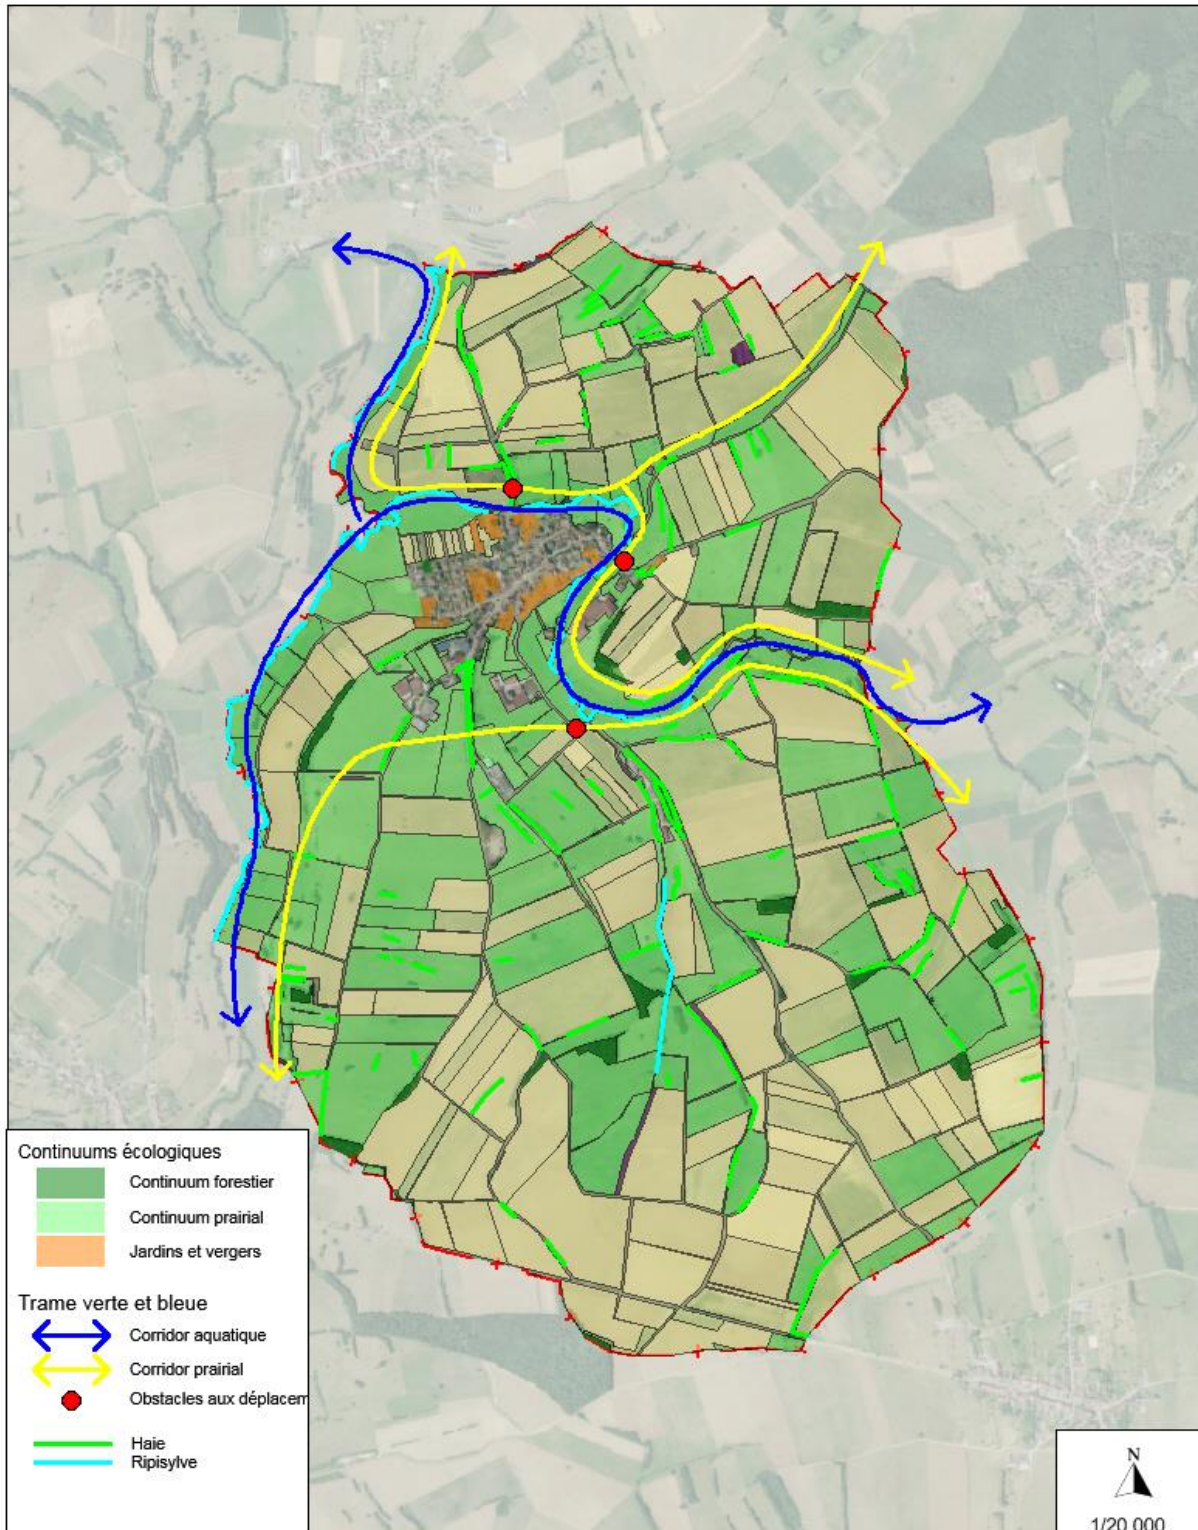 Continuums écologiques
Continuum forestier
Continuum prairial
Jardins et vergers
Trame verte et bleue
Corridor aquatique
Corridor prairial
Obstacles aux déplacem
Haie
Ripisylve
N
1/20 000